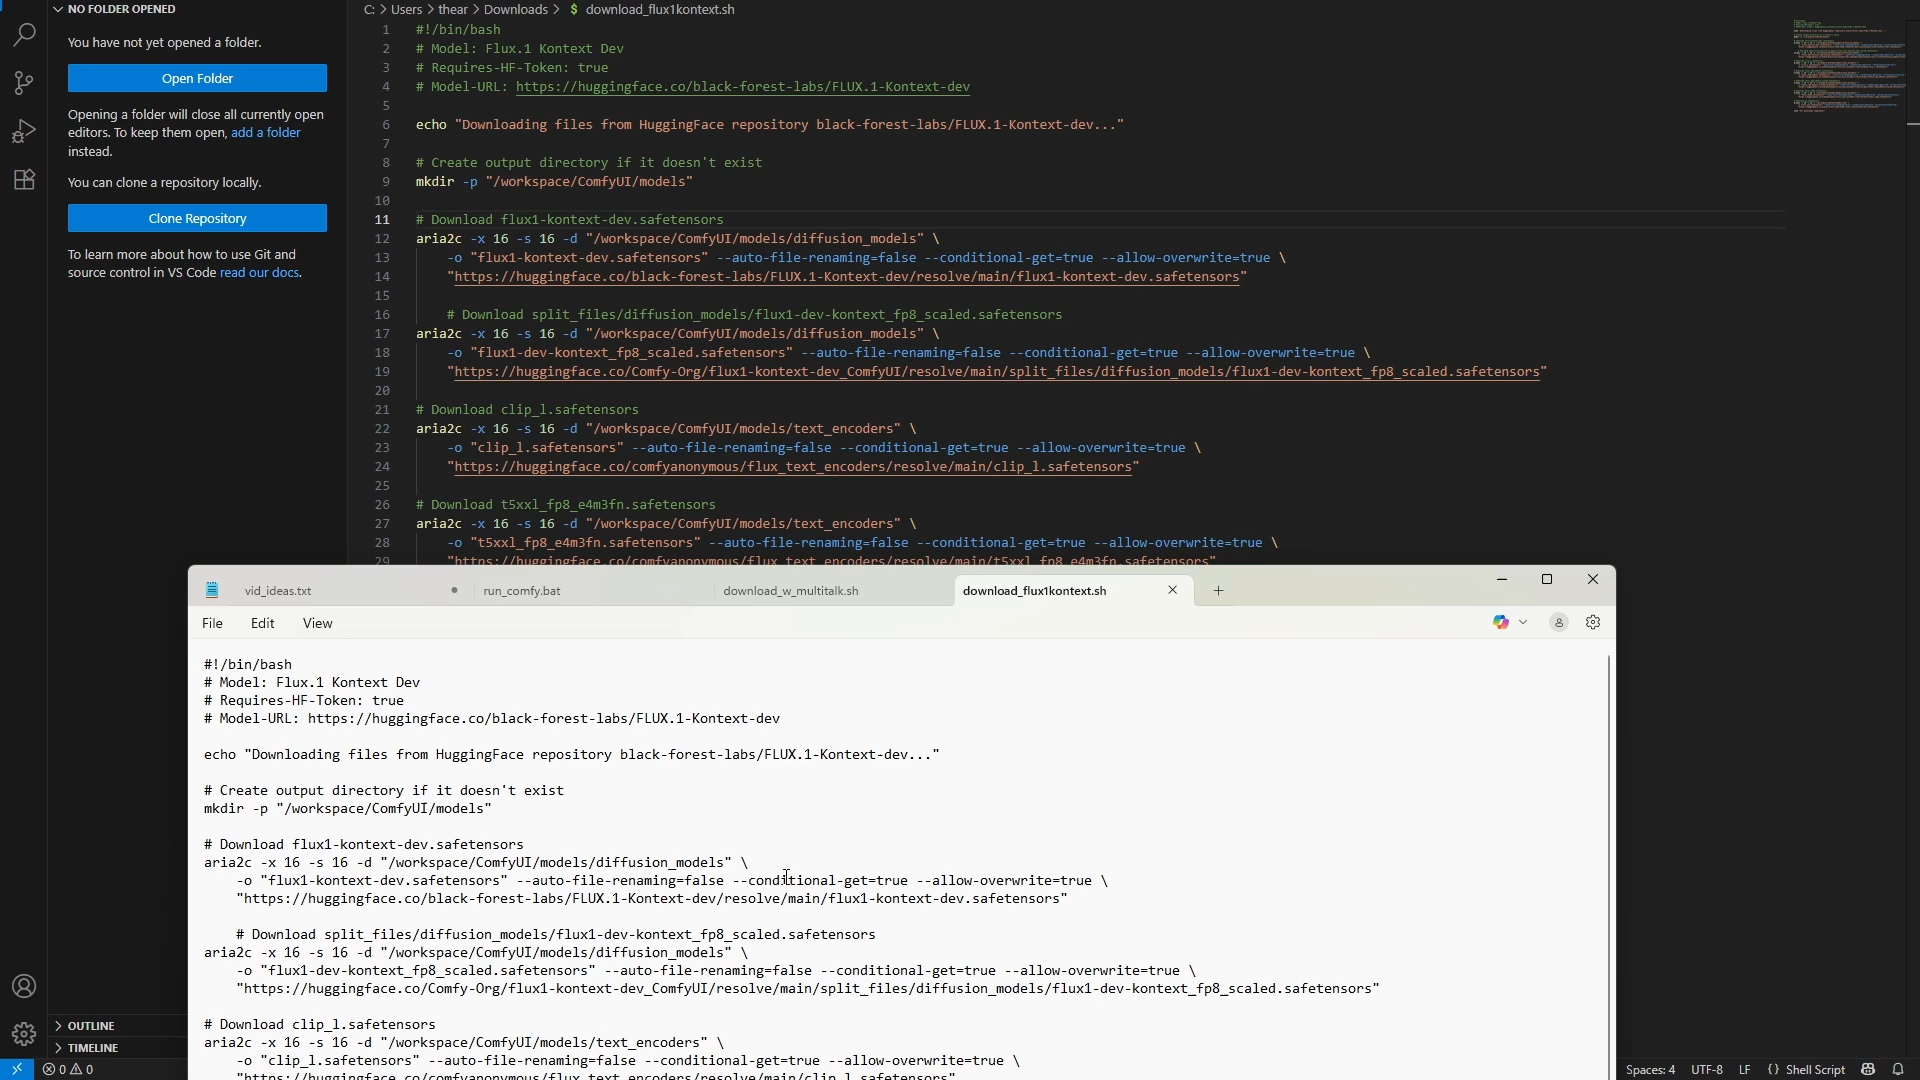 NO FOLDER OPENED
You have not yet opened a folder.
Open Folder
Opening a folder will close all currently open
editors. To keep them open, add a folder
instead.
You can clone a repository locally.
Clone Repository
To learn more about how to use Git and
source control in VS Code read our docs.
OUTLINE
TIMELINE
C: > Users > thear > Downloads > $ download_flux1kontext.sh
1 #!/bin/bash
2 # Model: Flux.1 Kontext Dev
3 # Requires-HF-Token: true
4 # Model-URL: https://huggingface.co/black-forest-labs/FLUX.1-Kontext-dev
5
6 echo "Downloading files from HuggingFace repository black-forest-labs/FLUX.1-Kontext-dev..."
7
8 # Create output directory if it doesn't exist
9 mkdir -p "/workspace/ComfyUI/models"
10
11 # Download flux1-kontext-dev.safetensors
12 aria2c -x 16 -s 16 -d "/workspace/ComfyUI/models/diffusion_models" \
13 -o "flux1-kontext-dev.safetensors" --auto-file-renaming=false --conditional-get=true --allow-overwrite=true \
14 "https://huggingface.co/black-forest-labs/FLUX.1-Kontext-dev/resolve/main/flux1-kontext-dev.safetensors"
15
16 # Download split_files/diffusion_models/flux1-dev-kontext_fp8_scaled.safetensors
17 aria2c -x 16 -s 16 -d "/workspace/ComfyUI/models/diffusion_models" \
18 -o "flux1-dev-kontext_fp8_scaled.safetensors" --auto-file-renaming=false --conditional-get=true --allow-overwrite=true \
19 "https://huggingface.co/Comfy-Org/flux1-kontext-dev_ComfyUI/resolve/main/split_files/diffusion_models/flux1-dev-kontext_fp8_scaled.safetensors"
20
21 # Download clip_l.safetensors
22 aria2c -x 16 -s 16 -d "/workspace/ComfyUI/models/text_encoders" \
23 -o "clip_l.safetensors" --auto-file-renaming=false --conditional-get=true --allow-overwrite=true \
24 "https://huggingface.co/comfyanonymous/flux_text_encoders/resolve/main/clip_l.safetensors"
25
26 # Download t5xxl_fp8_e4m3fn.safetensors
27 aria2c -x 16 -s 16 -d "/workspace/ComfyUI/models/text_encoders" \
28 -o "t5xxl_fp8_e4m3fn.safetensors" --auto-file-renaming=false --conditional-get=true --allow-overwrite=true \
29 "https://huggingface.co/comfyanonymous/flux_text_encoders/resolve/main/t5xxl_fp8_e4m3fn.safetensors"
vid_ideas.txt
run_comfy.bat
download_w_multitalk.sh
download_flux1kontext.sh
File Edit View
#!/bin/bash
# Model: Flux.1 Kontext Dev
# Requires-HF-Token: true
# Model-URL: https://huggingface.co/black-forest-labs/FLUX.1-Kontext-dev
echo "Downloading files from HuggingFace repository black-forest-labs/FLUX.1-Kontext-dev..."
# Create output directory if it doesn't exist
mkdir -p "/workspace/ComfyUI/models"
# Download flux1-kontext-dev.safetensors
aria2c -x 16 -s 16 -d "/workspace/ComfyUI/models/diffusion_models" \
-o "flux1-kontext-dev.safetensors" --auto-file-renaming=false --conditional-get=true --allow-overwrite=true \
"https://huggingface.co/black-forest-labs/FLUX.1-Kontext-dev/resolve/main/flux1-kontext-dev.safetensors"
# Download split_files/diffusion_models/flux1-dev-kontext_fp8_scaled.safetensors
aria2c -x 16 -s 16 -d "/workspace/ComfyUI/models/diffusion_models" \
-o "flux1-dev-kontext_fp8_scaled.safetensors" --auto-file-renaming=false --conditional-get=true --allow-overwrite=true \
"https://huggingface.co/Comfy-Org/flux1-kontext-dev_ComfyUI/resolve/main/split_files/diffusion_models/flux1-dev-kontext_fp8_scaled.safetensors"
# Download clip_l.safetensors
aria2c -x 16 -s 16 -d "/workspace/ComfyUI/models/text_encoders" \
-o "clip_l.safetensors" --auto-file-renaming=false --conditional-get=true --allow-overwrite=true \
"https://huggingface.co/comfyanonymous/flux_text_encoders/resolve/main/clip_l.safetensors"
0 0
Spaces: 4 UTF-8 LF {} Shell Script